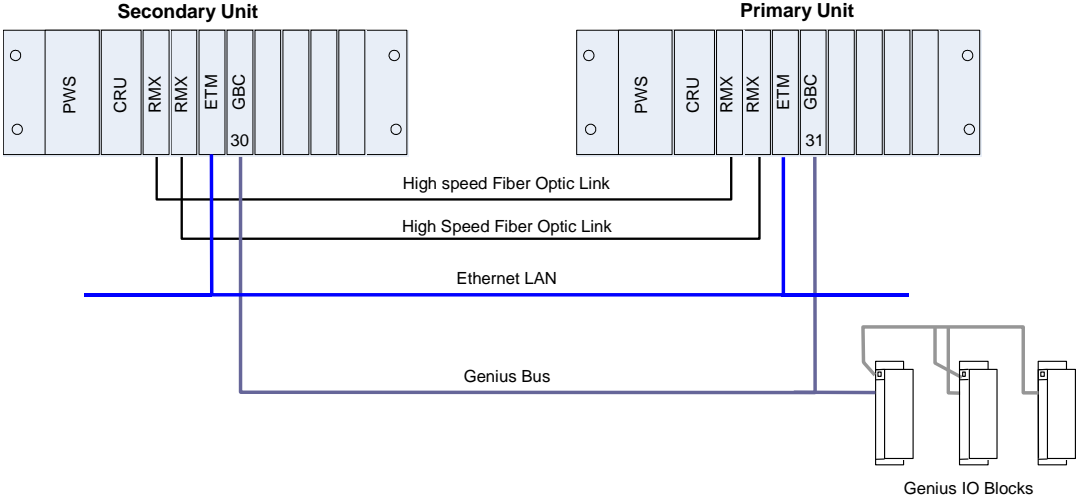 Secondary Unit
Primary Unit
PWS
CRU
RMX
RMX
ETM
GBC
30
PWS
CRU
RMX
RMX
ETM
GBC
31
High speed Fiber Optic Link
High Speed Fiber Optic Link
Ethernet LAN
Genius Bus
Genius IO Blocks